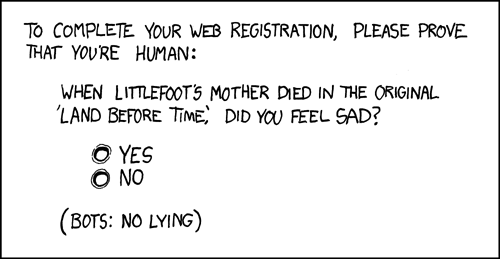 TO COMPLETE YOUR WEB REGISTRATION, PLEASE PROVE
THAT YOU'RE HUMAN:
WHEN LITTLEFOOT'S MOTHER DIED IN THE ORIGINAL
'LAND BEFORE TIME,' DID YOU FEEL SAD?
YES
NO
(BOTS: NO LYING)